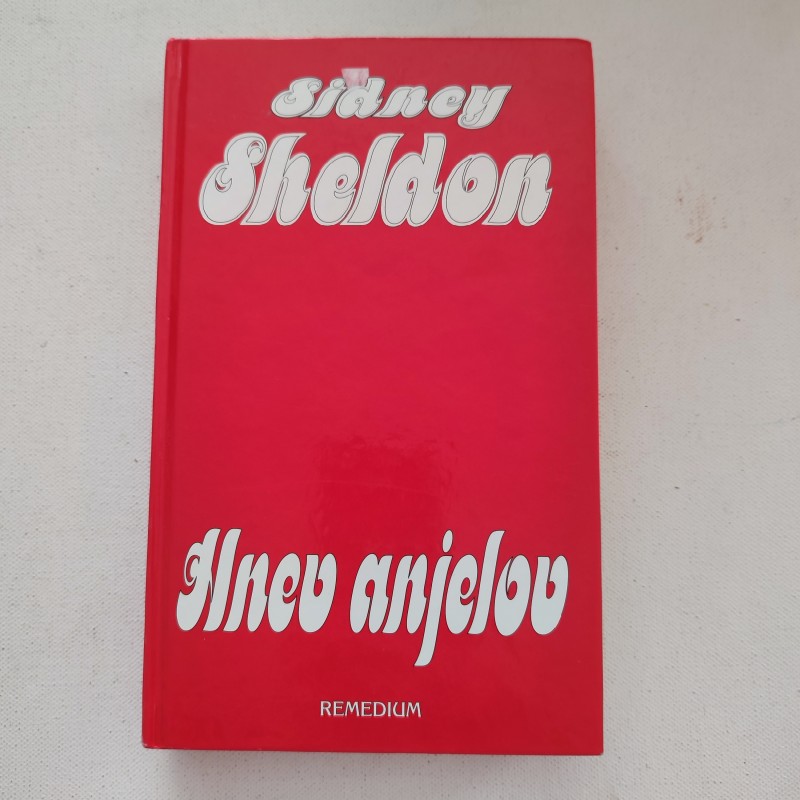 Sidney
Sheldon
Hnev anjelov
REMEDIUM